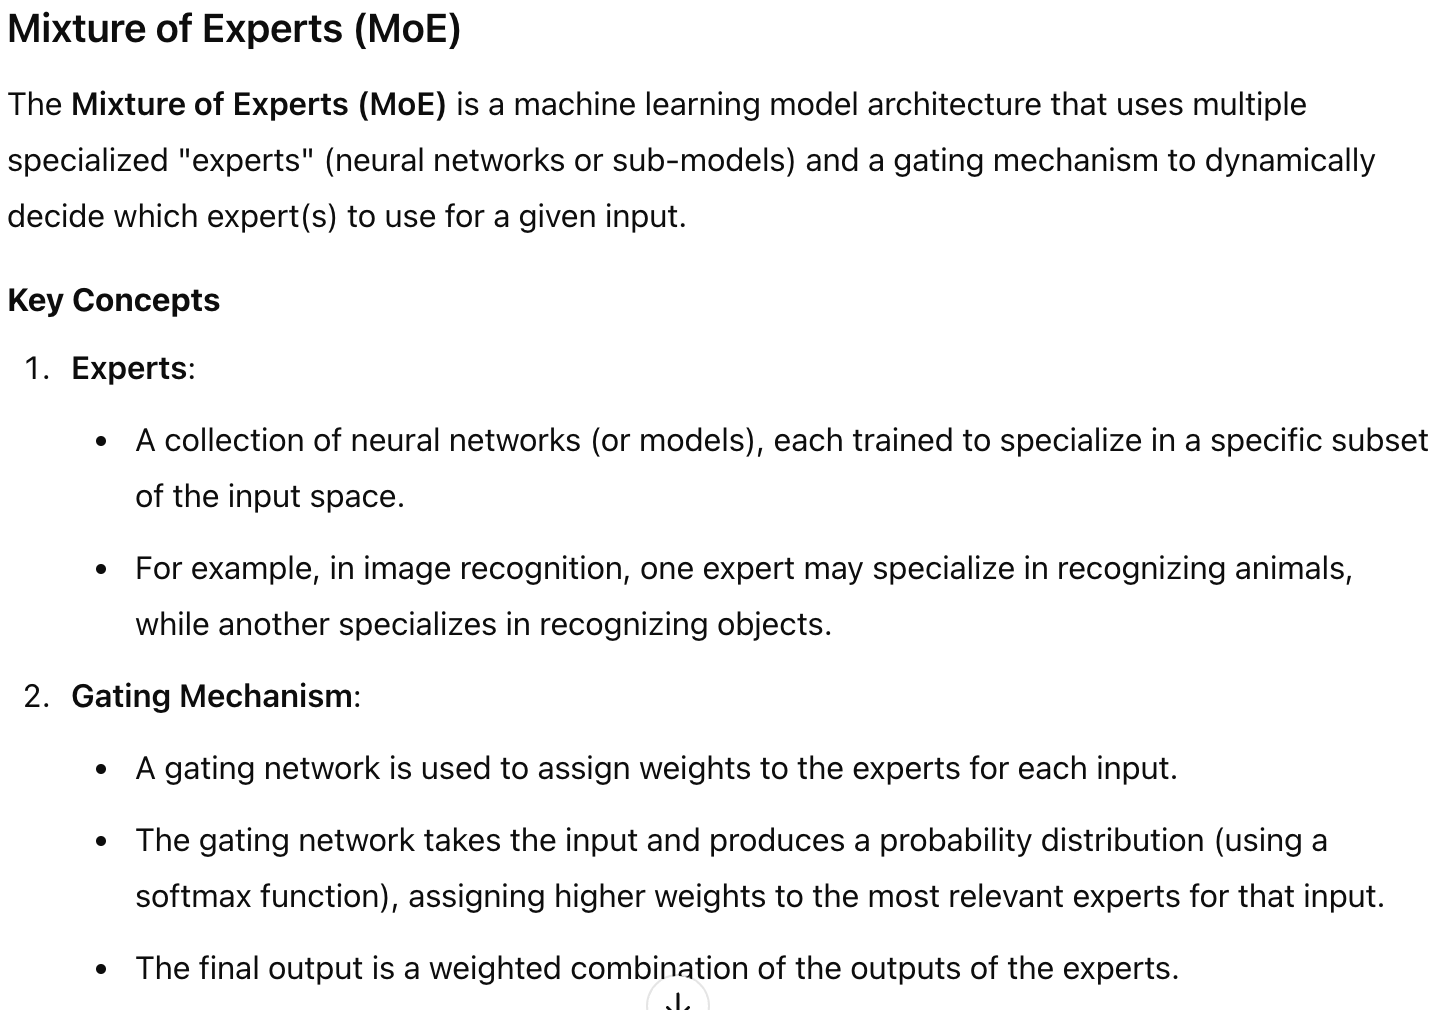 Mixture of Experts (MoE)
The Mixture of Experts (MoE) is a machine learning model architecture that uses multiple
specialized "experts" (neural networks or sub-models) and a gating mechanism to dynamically
decide which expert(s) to use for a given input.
Key Concepts
1. Experts:
• A collection of neural networks (or models), each trained to specialize in a specific subset
of the input space.
• For example, in image recognition, one expert may specialize in recognizing animals,
while another specializes in recognizing objects.
2. Gating Mechanism:
• A gating network is used to assign weights to the experts for each input.
• The gating network takes the input and produces a probability distribution (using a
softmax function), assigning higher weights to the most relevant experts for that input.
• The final output is a weighted combination of the outputs of the experts.